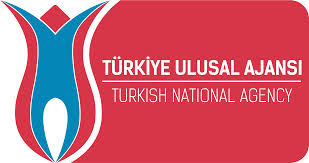 TÜRKİYE ULUSAL AJANSI
TURKISH NATIONAL AGENCY